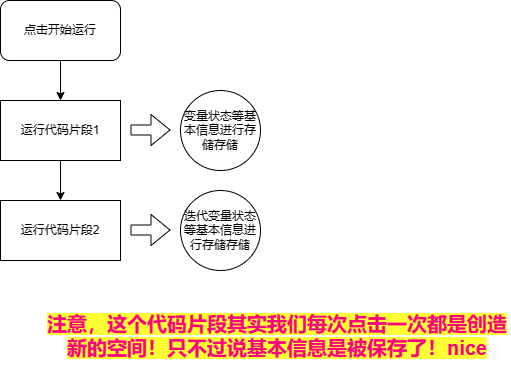 点击开始运行
运行代码片段1
变量状态等基
本信息进行存
储存储
运行代码片段2
迭代变量状态
等基本信息进
行存储存储
注意，这个代码片段其实我们每次点击一次都是创造
新的空间！只不过说基本信息是被保存了！nice